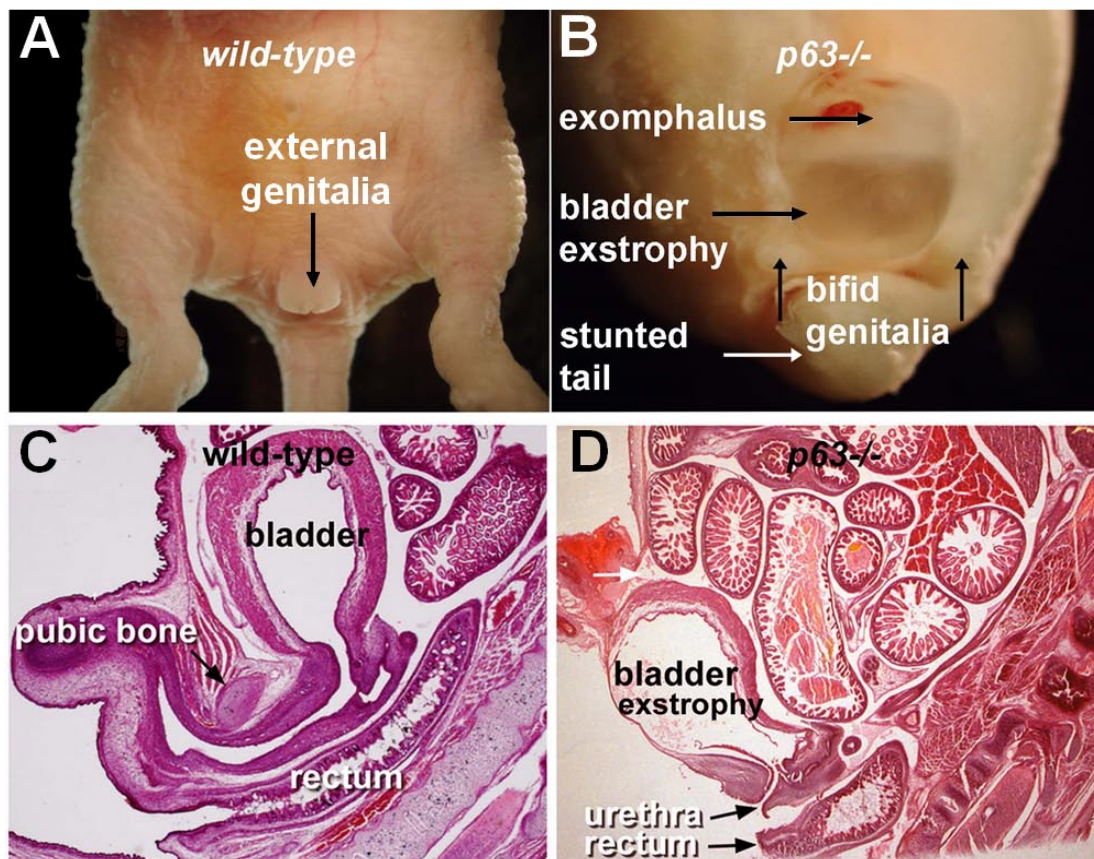 A
wild-type
external
genitalia
B
p63-/-
exomphalus
bladder
exstrophy
bifid
genitalia
stunted
tail
C
wild-type
bladder
pubic bone
rectum
D
p63-/-
bladder
exstrophy
urethra
rectum